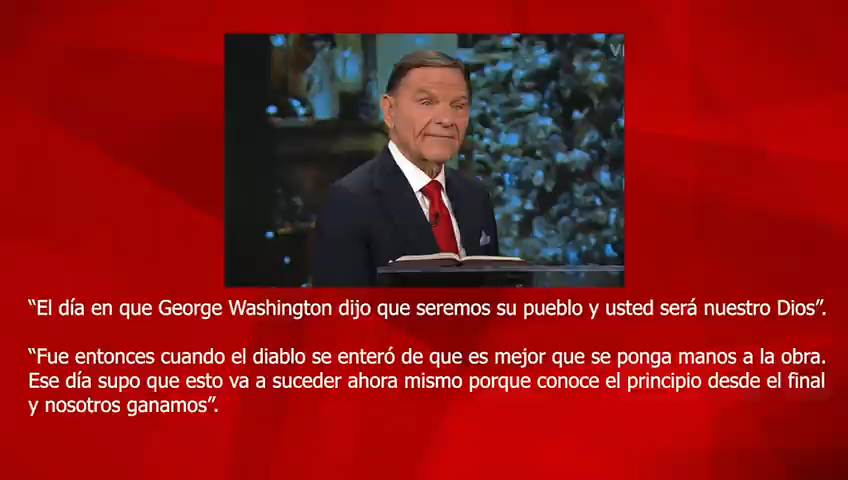 VI
“El día en que George Washington dijo que seremos su pueblo y usted será nuestro Dios”.
“Fue entonces cuando el diablo se enteró de que es mejor que se ponga manos a la obra.
Ese día supo que esto va a suceder ahora mismo porque conoce el principio desde el final
y nosotros ganamos”.